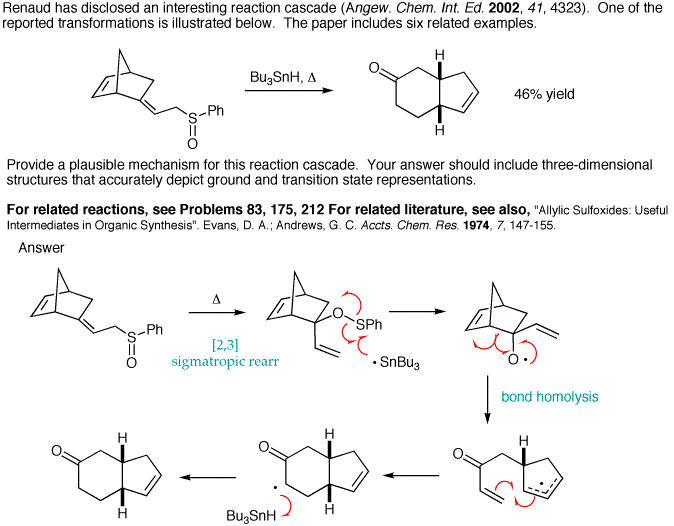 Renaud has disclosed an interesting reaction cascade (Angew. Chem. Int. Ed. 2002, 41, 4323).  One of the
reported transformations is illustrated below.  The paper includes six related examples.
Bu3SnH, Δ
H
O
Ph
S
O
H
46% yield
Provide a plausible mechanism for this reaction cascade.  Your answer should include three-dimensional
structures that accurately depict ground and transition state representations.
For related reactions, see Problems 83, 175, 212 For related literature, see also, "Allylic Sulfoxides: Useful
Intermediates in Organic Synthesis". Evans, D. A.; Andrews, G. C. Accts. Chem. Res. 1974, 7, 147-155.
Answer
Ph
S
O
Δ
[2,3]
sigmatropic rearr
O
SPh
• SnBu3
O •
bond homolysis
H
O
H
H
O
•
H
Bu3SnH
H
O
•